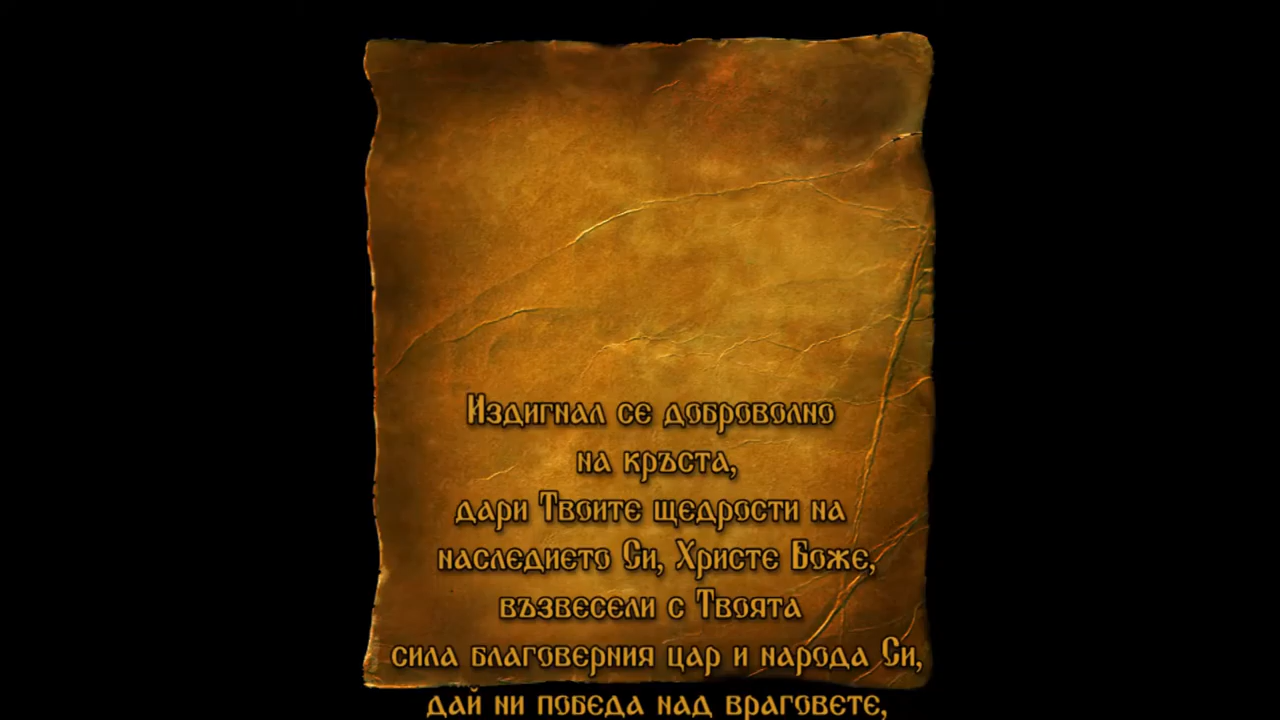 Издигнал се доброволно
на кръста,
дари Твоите щедрости на
наследието Си, Христе Боже,
възвесели с Твоята
сила благоверния цар и народа Си,
дай ни победа над враговете,